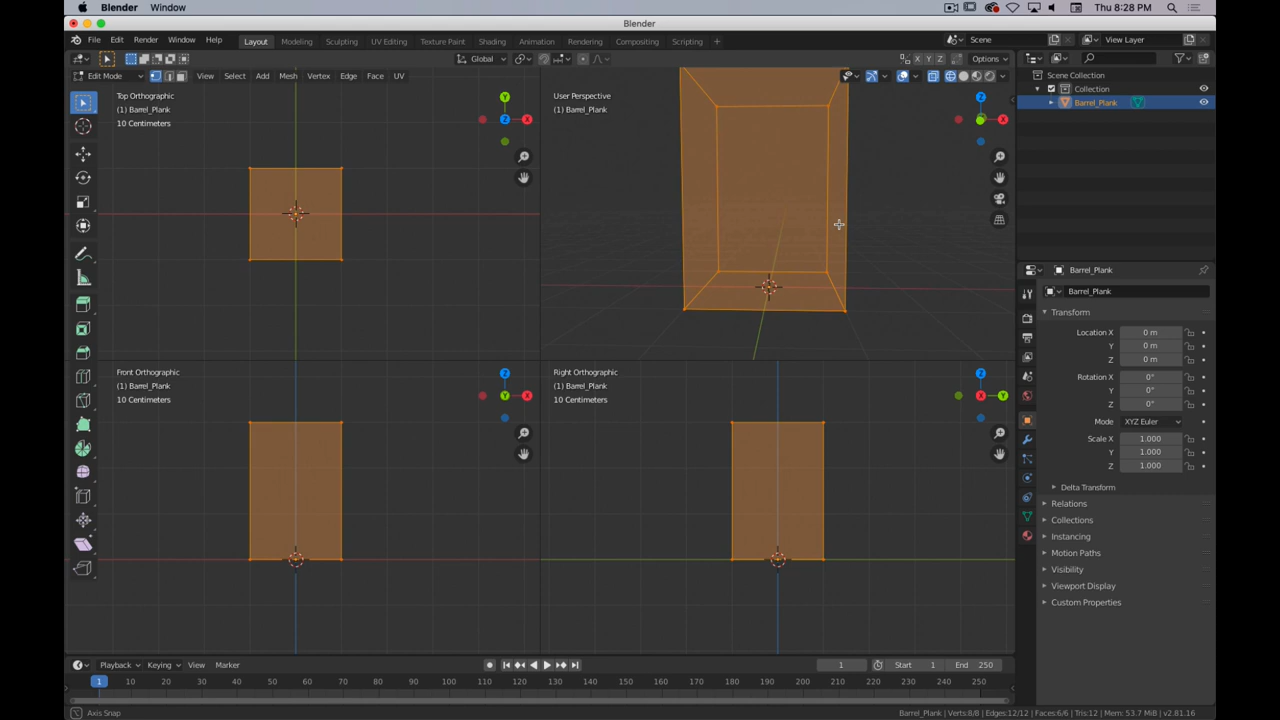 Blender Window Thu 8:28 PM
Blender
File Edit Render Window Help Layout Modeling Sculpting UV Editing Texture Paint Shading Animation Rendering Compositing Scripting + Scene View Layer
Global Options
Edit Mode View Select Add Mesh Vertex Edge Face UV
X Y Z
Scene Collection
Collection
Barrel_Plank
Top Orthographic
(1) Barrel_Plank
10 Centimeters
Y
Z
X
User Perspective
(1) Barrel_Plank
Z
X
Front Orthographic
(1) Barrel_Plank
10 Centimeters
Z
Y
X
Right Orthographic
(1) Barrel_Plank
10 Centimeters
Z
X
Y
Barrel_Plank
Barrel_Plank
Transform
Location X 0 m
Y 0 m
Z 0 m
Rotation X 0°
Y 0°
Z 0°
Mode XYZ Euler
Scale X 1.000
Y 1.000
Z 1.000
Delta Transform
Relations
Collections
Instancing
Motion Paths
Visibility
Viewport Display
Custom Properties
Playback Keying View Marker 1 Start 1 End 250
1 10 20 30 40 50 60 70 80 90 100 110 120 130 140 150 160 170 180 190 200 210 220 230 240 250
Axis Snap Barrel_Plank | Verts:8/8 | Edges:12/12 | Faces:6/6 | Tris:12 | Mem: 53.7 MiB | v2.81.16